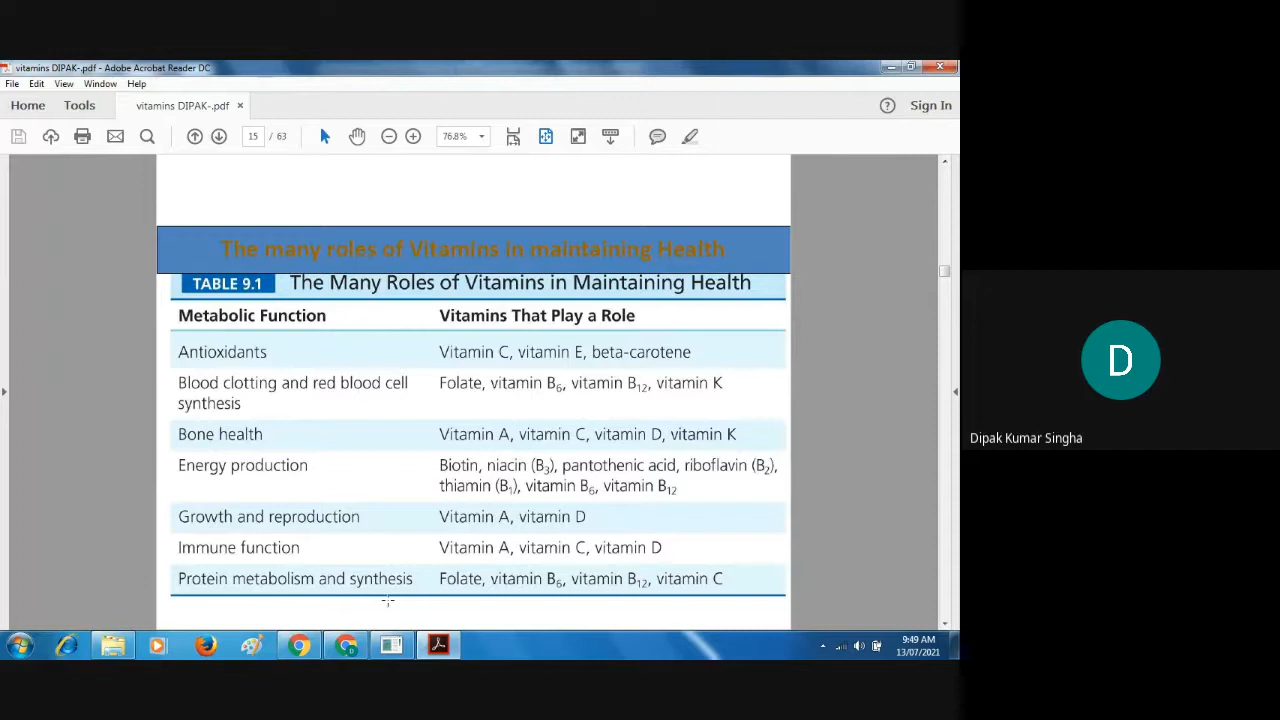 vitamins DIPAK-.pdf - Adobe Acrobat Reader DC
File Edit View Window Help
Home Tools vitamins DIPAK-.pdf × ? Sign In
15 / 63 76.8%
The many roles of Vitamins in maintaining Health
TABLE 9.1 The Many Roles of Vitamins in Maintaining Health
Metabolic Function Vitamins That Play a Role
Antioxidants Vitamin C, vitamin E, beta-carotene
Blood clotting and red blood cell Folate, vitamin B₆, vitamin B₁₂, vitamin K
synthesis
Bone health Vitamin A, vitamin C, vitamin D, vitamin K
Energy production Biotin, niacin (B₃), pantothenic acid, riboflavin (B₂),
thiamin (B₁), vitamin B₆, vitamin B₁₂
Growth and reproduction Vitamin A, vitamin D
Immune function Vitamin A, vitamin C, vitamin D
Protein metabolism and synthesis Folate, vitamin B₆, vitamin B₁₂, vitamin C
9:49 AM
13/07/2021
D
Dipak Kumar Singha